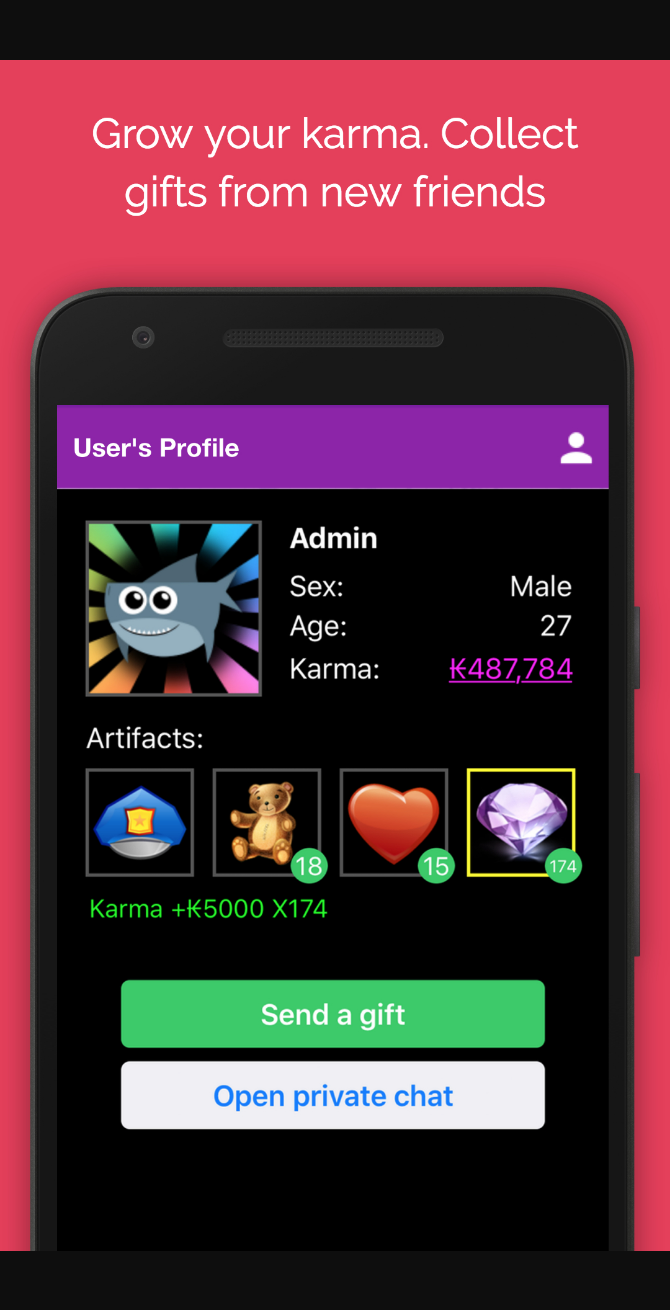 Grow your karma. Collect
gifts from new friends
User's Profile
Admin
Sex: Male
Age: 27
Karma: ₭487,784
Artifacts:
18 15 174
Karma +₭5000 X174
Send a gift
Open private chat